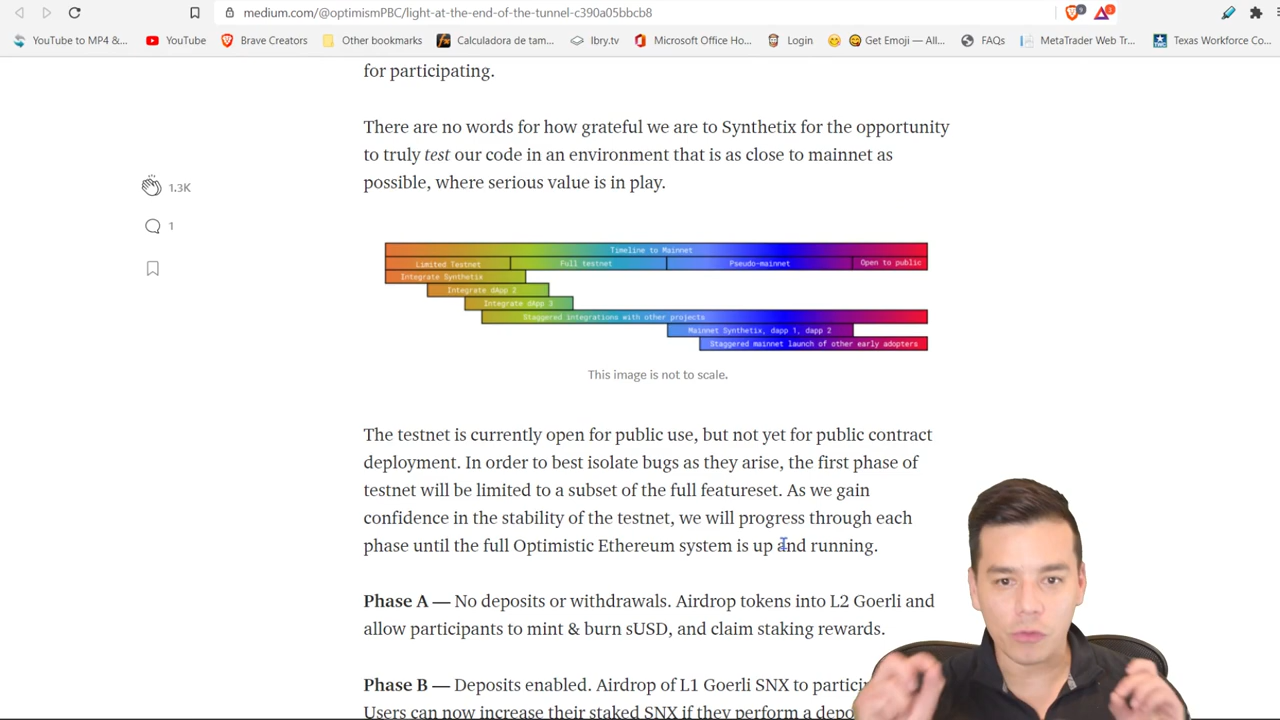 medium.com/@optimismPBC/light-at-the-end-of-the-tunnel-c390a05bbcb8
9
3
YouTube to MP4 &... YouTube Brave Creators Other bookmarks Calculadora de tam... lbry.tv Microsoft Office Ho... Login Get Emoji — All... FAQs MetaTrader Web Tr... Texas Workforce Co...
for participating.
There are no words for how grateful we are to Synthetix for the opportunity
to truly test our code in an environment that is as close to mainnet as
possible, where serious value is in play.
1.3K
1
Timeline to Mainnet
Limited Testnet Full testnet Pseudo-mainnet Open to public
Integrate Synthetix
Integrate dApp 2
Integrate dApp 3
Staggered integrations with other projects
Mainnet Synthetix, dapp 1, dapp 2
Staggered mainnet launch of other early adopters
This image is not to scale.
The testnet is currently open for public use, but not yet for public contract
deployment. In order to best isolate bugs as they arise, the first phase of
testnet will be limited to a subset of the full featureset. As we gain
confidence in the stability of the testnet, we will progress through each
phase until the full Optimistic Ethereum system is up and running.
Phase A — No deposits or withdrawals. Airdrop tokens into L2 Goerli and
allow participants to mint & burn sUSD, and claim staking rewards.
Phase B — Deposits enabled. Airdrop of L1 Goerli SNX to partici
Users can now increase their staked SNX if they perform a depo